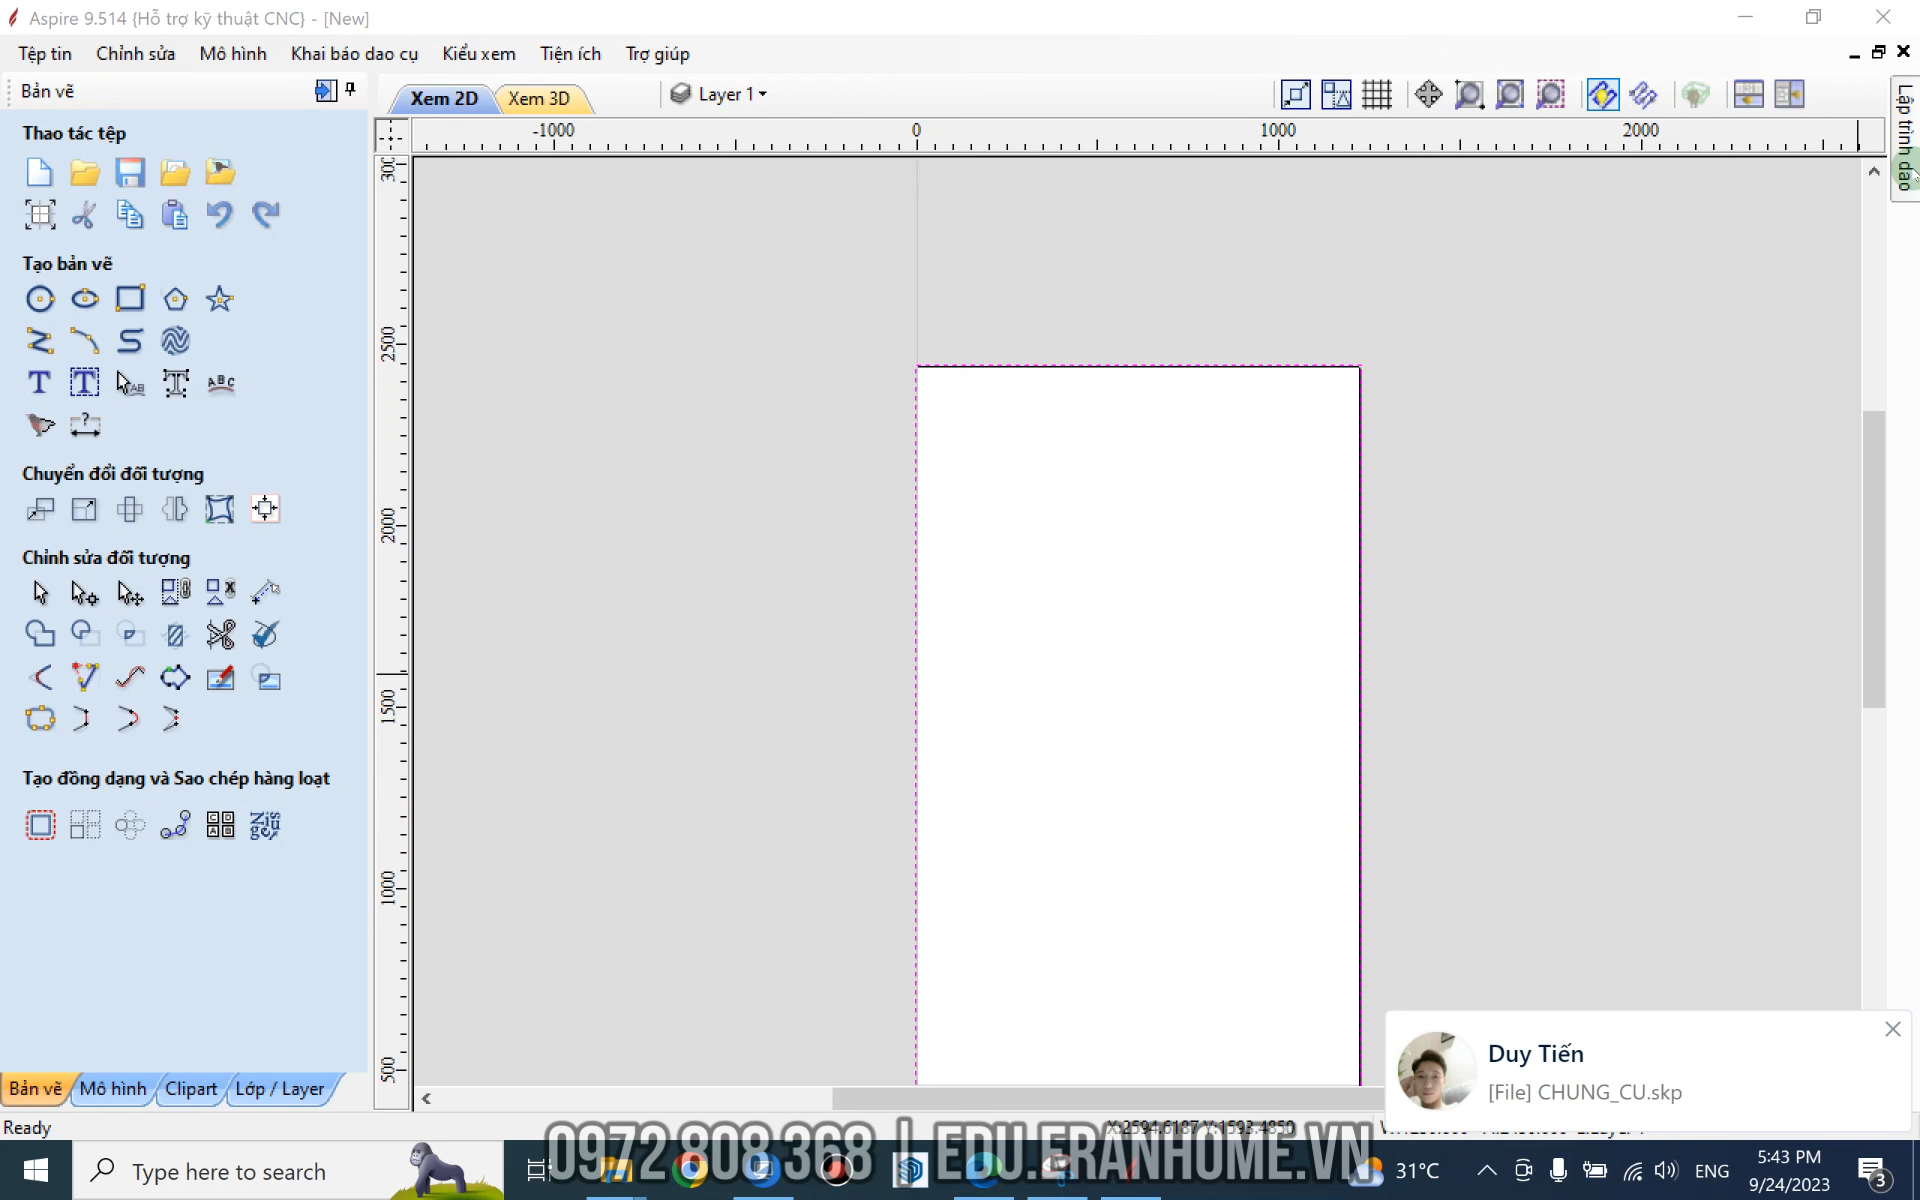 Aspire 9.514 {Hỗ trợ kỹ thuật CNC} - [New]
Tệp tin Chỉnh sửa Mô hình Khai báo dao cụ Kiểu xem Tiện ích Trợ giúp
Bản vẽ
Xem 2D Xem 3D Layer 1
Lập trình dao
-1000 0 1000 2000
Thao tác tệp
Tạo bản vẽ
Chuyển đổi đối tượng
Chỉnh sửa đối tượng
Tạo đồng dạng và Sao chép hàng loạt
2500
2000
1500
1000
500
Duy Tiến
[File] CHUNG_CU.skp
Bản vẽ Mô hình Clipart Lớp / Layer
Ready
X:2594.6187 Y:1593.4850
0972 808 368 | EDU.ERANHOME.VN
Type here to search
31°C
ENG
5:43 PM
9/24/2023
3